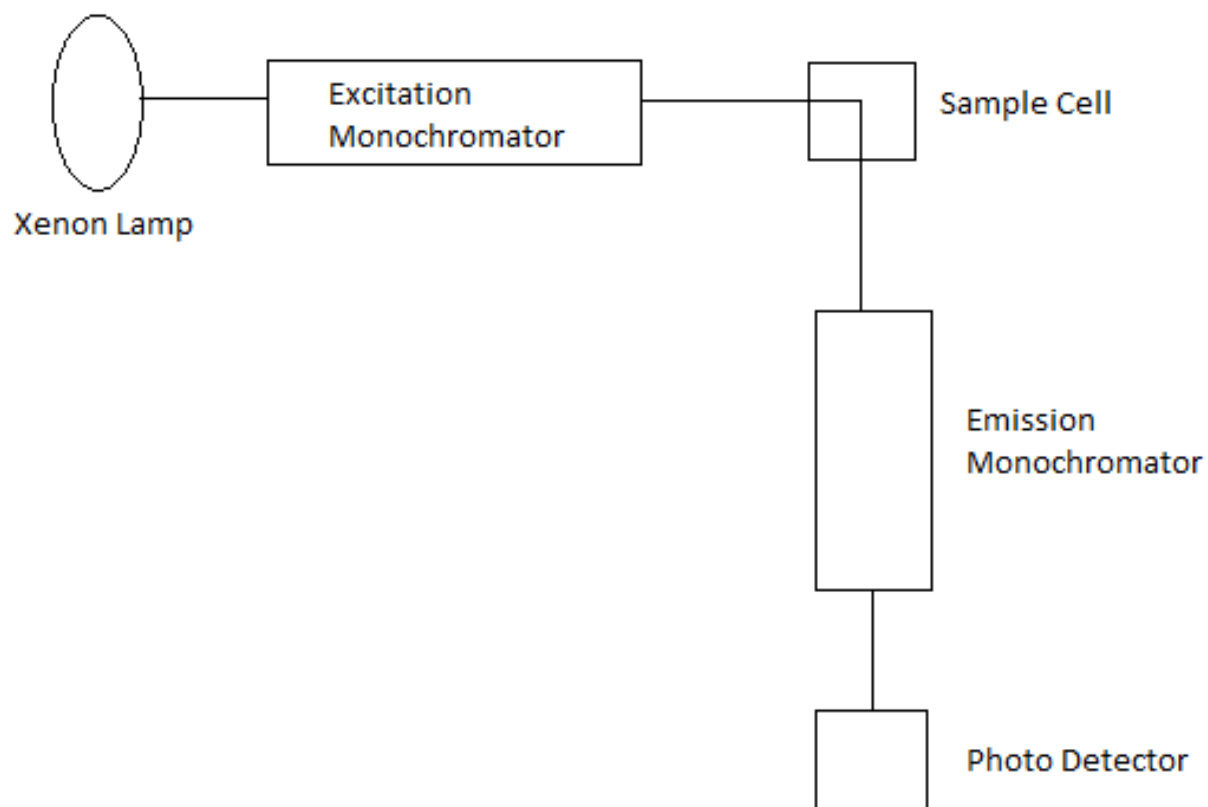 Excitation
Monochromator
Sample Cell
Xenon Lamp
Emission
Monochromator
Photo Detector